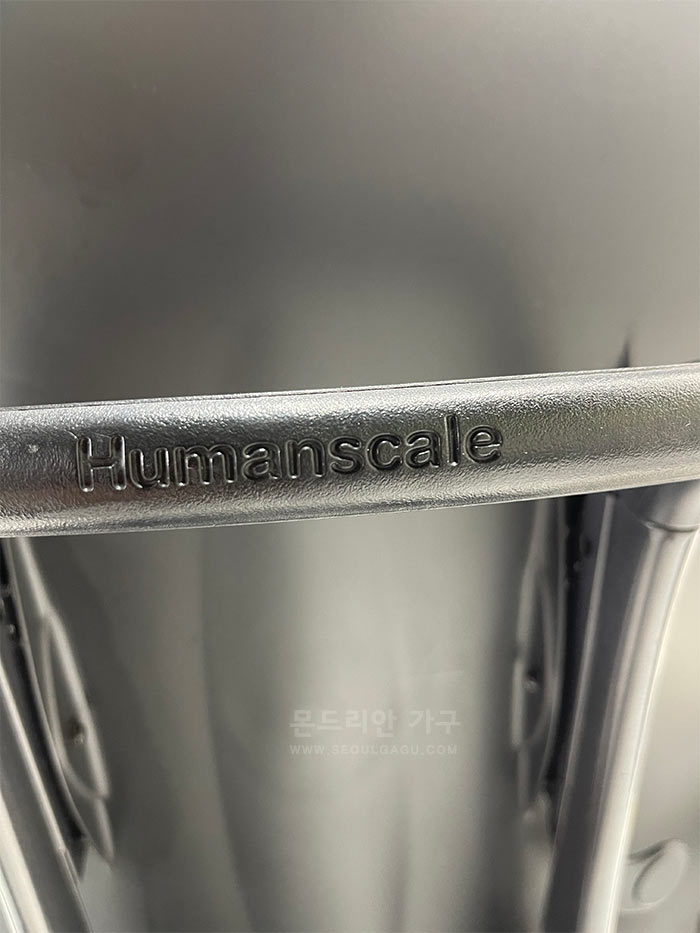 Humanscale
몬드리안 가구
WWW.SEOULGAGU.COM